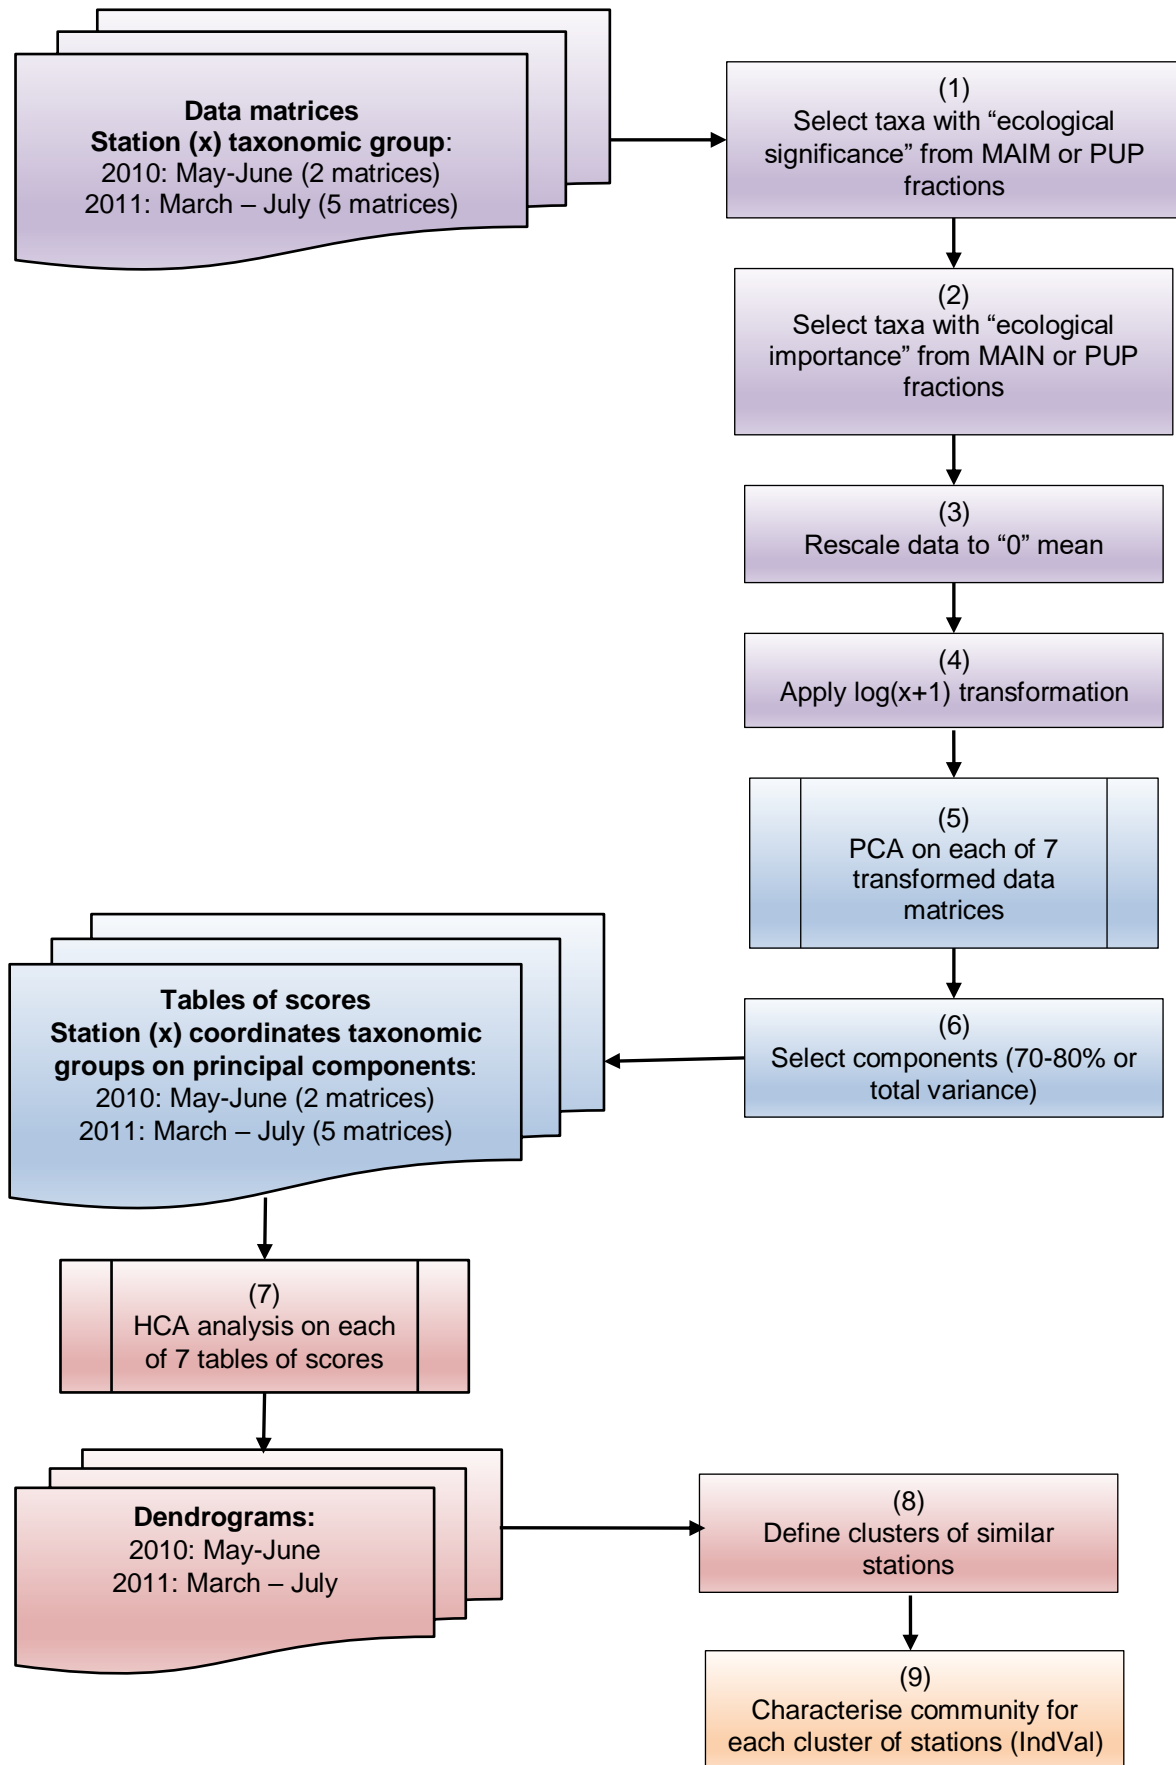 Data matrices
Station (x) taxonomic group:
2010: May-June (2 matrices)
2011: March – July (5 matrices)
(1)
Select taxa with “ecological
significance” from MAIM or PUP
fractions
(2)
Select taxa with “ecological
importance” from MAIN or PUP
fractions
(3)
Rescale data to “0” mean
(4)
Apply log(x+1) transformation
(5)
PCA on each of 7
transformed data
matrices
(6)
Select components (70-80% or
total variance)
Tables of scores
Station (x) coordinates taxonomic
groups on principal components:
2010: May-June (2 matrices)
2011: March – July (5 matrices)
(7)
HCA analysis on each
of 7 tables of scores
Dendrograms:
2010: May-June
2011: March – July
(8)
Define clusters of similar
stations
(9)
Characterise community for
each cluster of stations (IndVal)